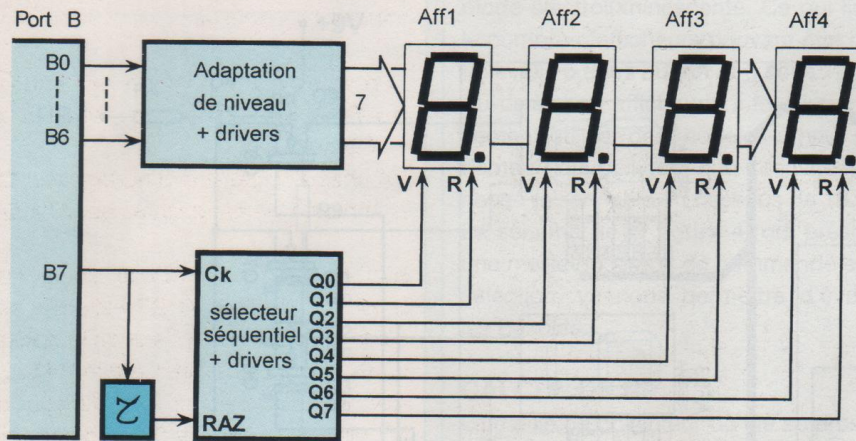 Port B
Aff1 Aff2 Aff3 Aff4
B0
B6
B7
Adaptation
de niveau
+ drivers
7
V R V R V R V R
Ck
sélecteur
séquentiel
+ drivers
RAZ
Q0
Q1
Q2
Q3
Q4
Q5
Q6
Q7